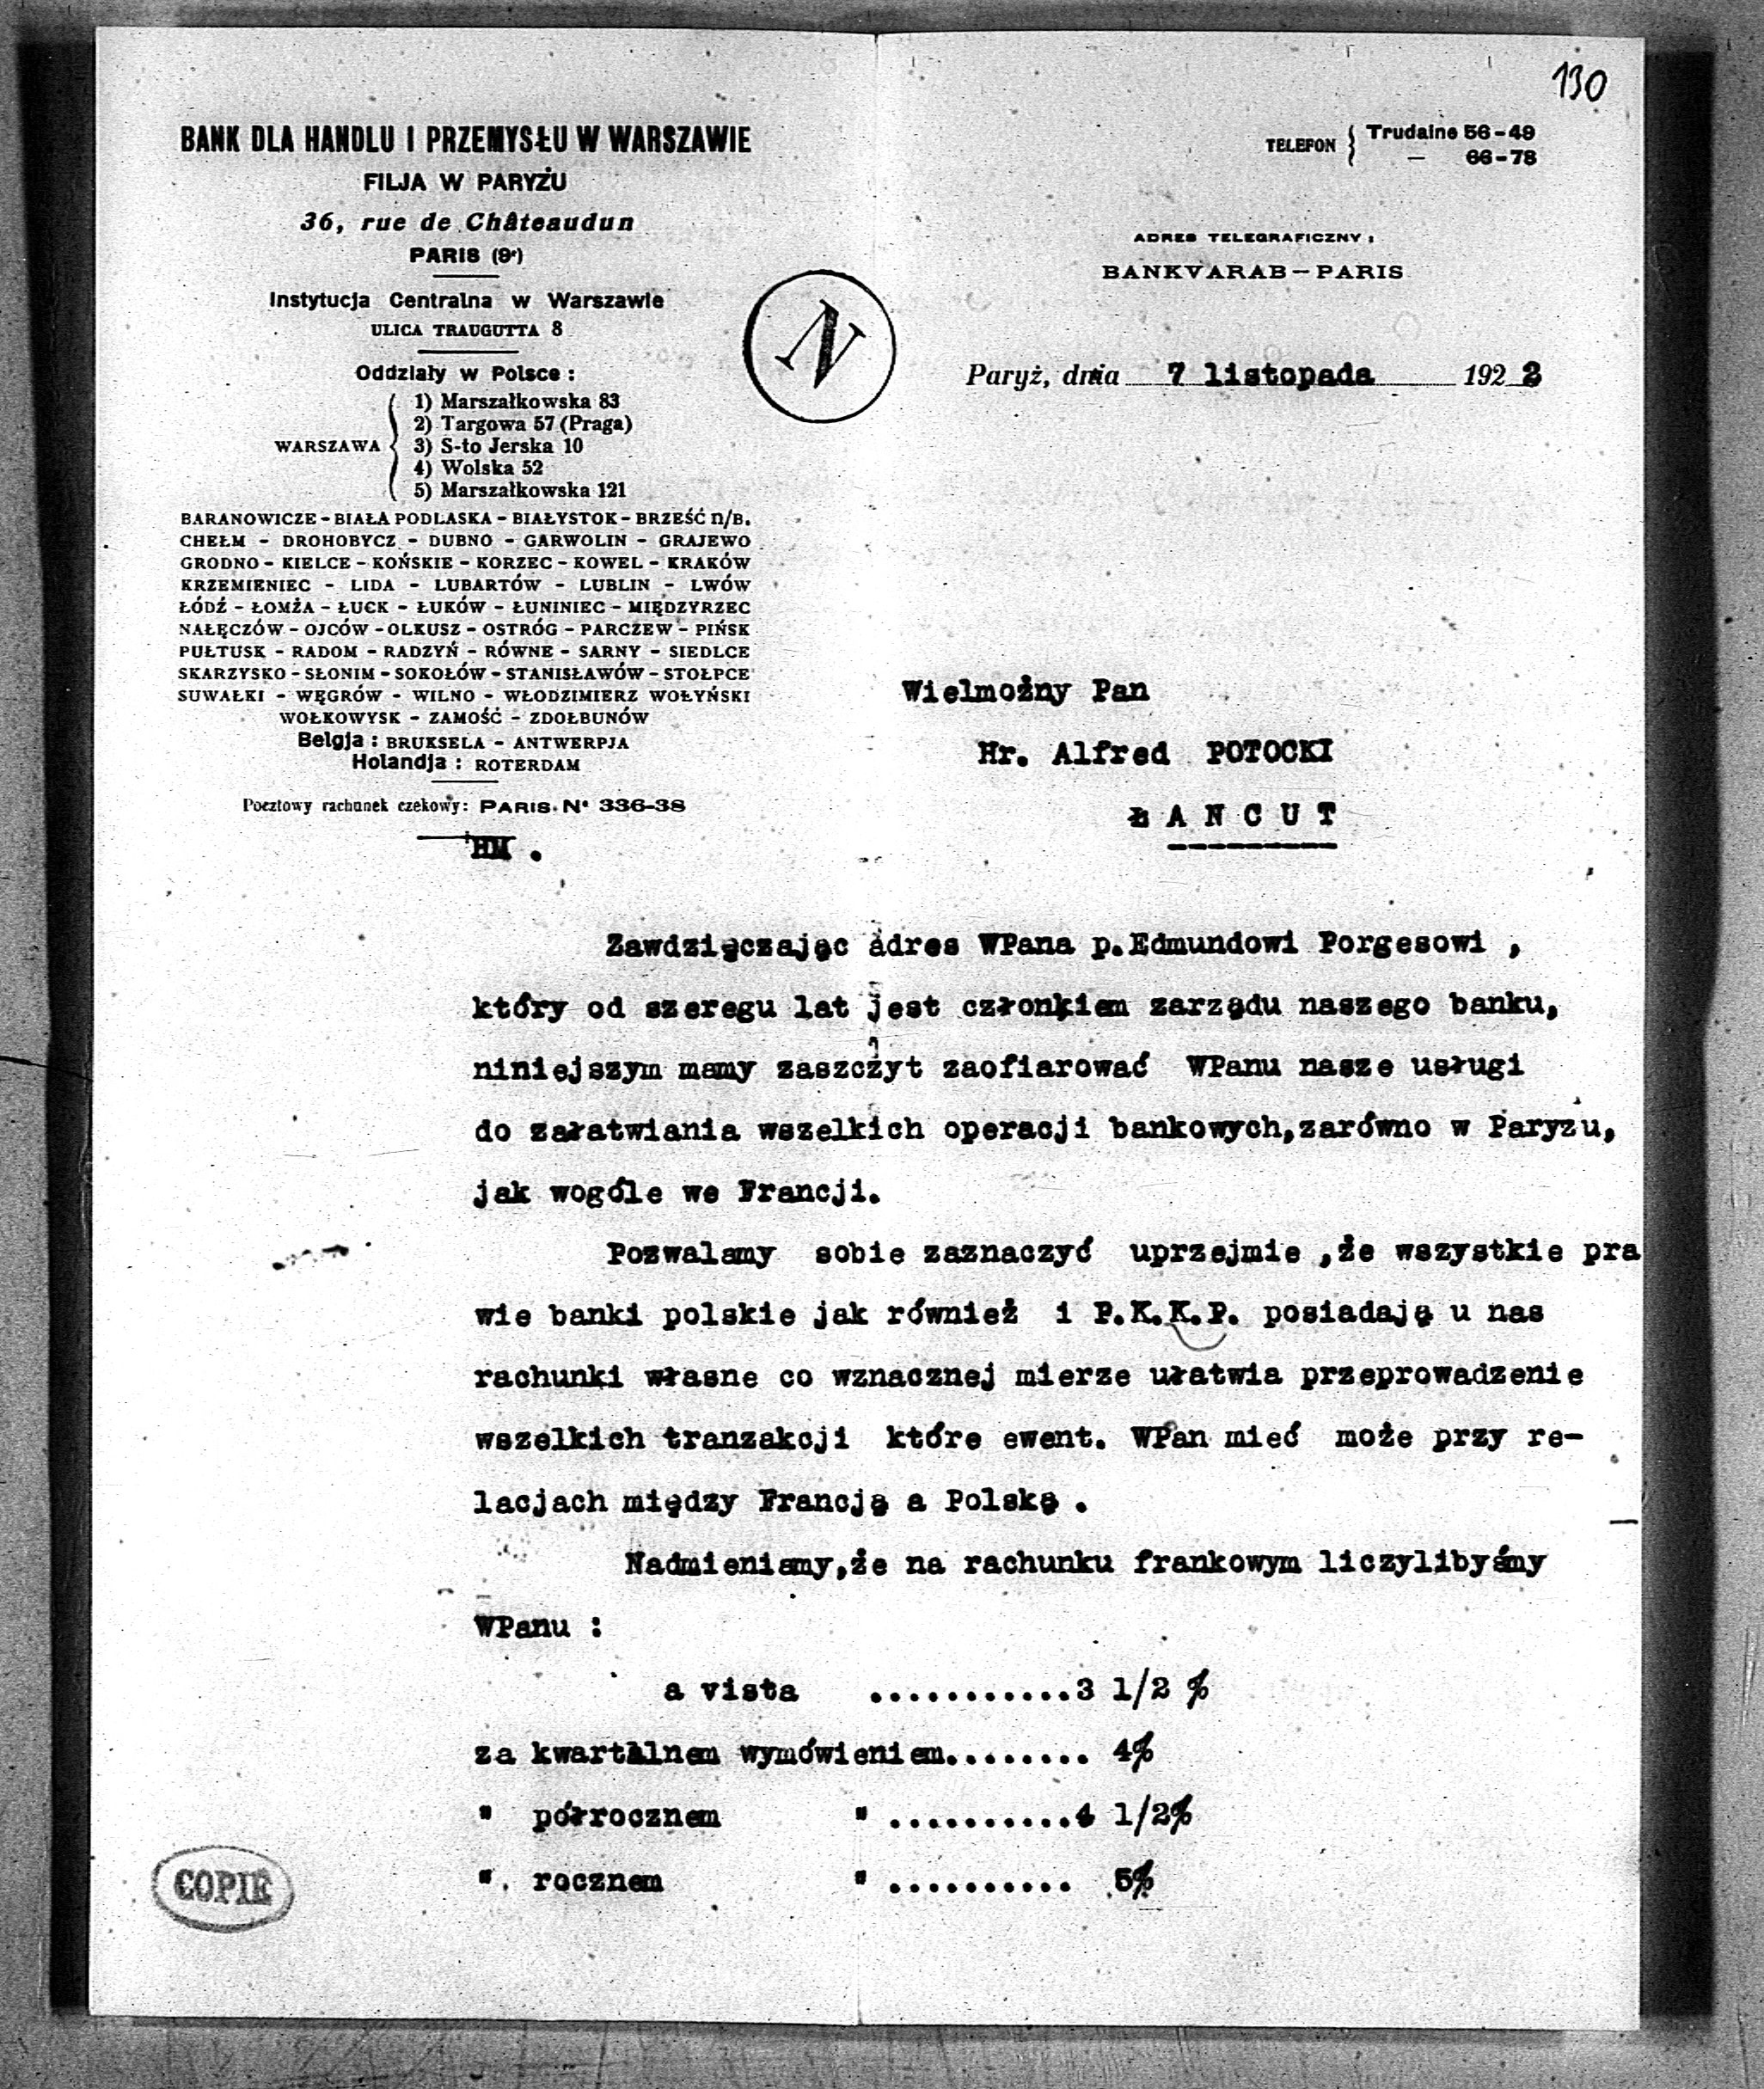 130
BANK DLA HANDLU I PRZEMYSŁU W WARSZAWIE
FILJA W PARYŻU
36, rue de Châteaudun
PARIS (9e)
Instytucja Centralna w Warszawie
ULICA TRAUGUTTA 8
Oddziały w Polsce :
WARSZAWA
1) Marszałkowska 83
2) Targowa 57 (Praga)
3) S-to Jerska 10
4) Wolska 52
5) Marszałkowska 121
BARANOWICZE - BIAŁA PODLASKA - BIAŁYSTOK - BRZEŚĆ n/B.
CHEŁM - DROHOBYCZ - DUBNO - GARWOLIN - GRAJEWO
GRODNO - KIELCE - KOŃSKIE - KORZEC - KOWEL - KRAKÓW
KRZEMIENIEC - LIDA - LUBARTÓW - LUBLIN - LWÓW
ŁÓDŹ - ŁOMŻA - ŁUCK - ŁUKÓW - ŁUNINIEC - MIĘDZYRZEC
NAŁĘCZÓW - OJCÓW - OLKUSZ - OSTRÓG - PARCZEW - PIŃSK
PUŁTUSK - RADOM - RADZYŃ - RÓWNE - SARNY - SIEDLCE
SKARZYSKO - SŁONIM - SOKOŁÓW - STANISŁAWÓW - STOŁPCE
SUWAŁKI - WĘGRÓW - WILNO - WŁODZIMIERZ WOŁYŃSKI
WOŁKOWYSK - ZAMOŚĆ - ZDOŁBUNÓW
Belgja : BRUKSELA - ANTWERPJA
Holandja : ROTERDAM
Pocztowy rachunek czekowy: PARIS. N° 336-38
HM .
N
TELEFON { Trudaine 56-49
— 66-78
ADRES TELEGRAFICZNY :
BANKVARAB - PARIS
Paryż, dnia 7 listopada 1922
Wielmożny Pan
Hr. Alfred POTOCKI
Ł A N C U T
Zawdzięczając adres WPana p.Edmundowi Porgesowi ,
który od szeregu lat jest członkiem zarządu naszego banku,
niniejszym mamy zaszczyt zaofiarować WPanu nasze usługi
do załatwiania wszelkich operacji bankowych,zarówno w Paryzu,
jak wogóle we Francji.
Pozwalamy sobie zaznaczyć uprzejmie ,że wszystkie pra
wie banki polskie jak również i P.K.K.P. posiadają u nas
rachunki własne co wznacznej mierze ułatwia przeprowadzenie
wszelkich tranzakcji które ewent. WPan mieć może przy re-
lacjach między Francją a Polską .
Nadmieniamy,że na rachunku frankowym liczylibyśmy
WPanu :
a vista ...........3 1/2 %
za kwartalnem wymówieniem........ 4%
" półrocznem " ..........4 1/2%
" rocznem " .......... 5%
COPIE